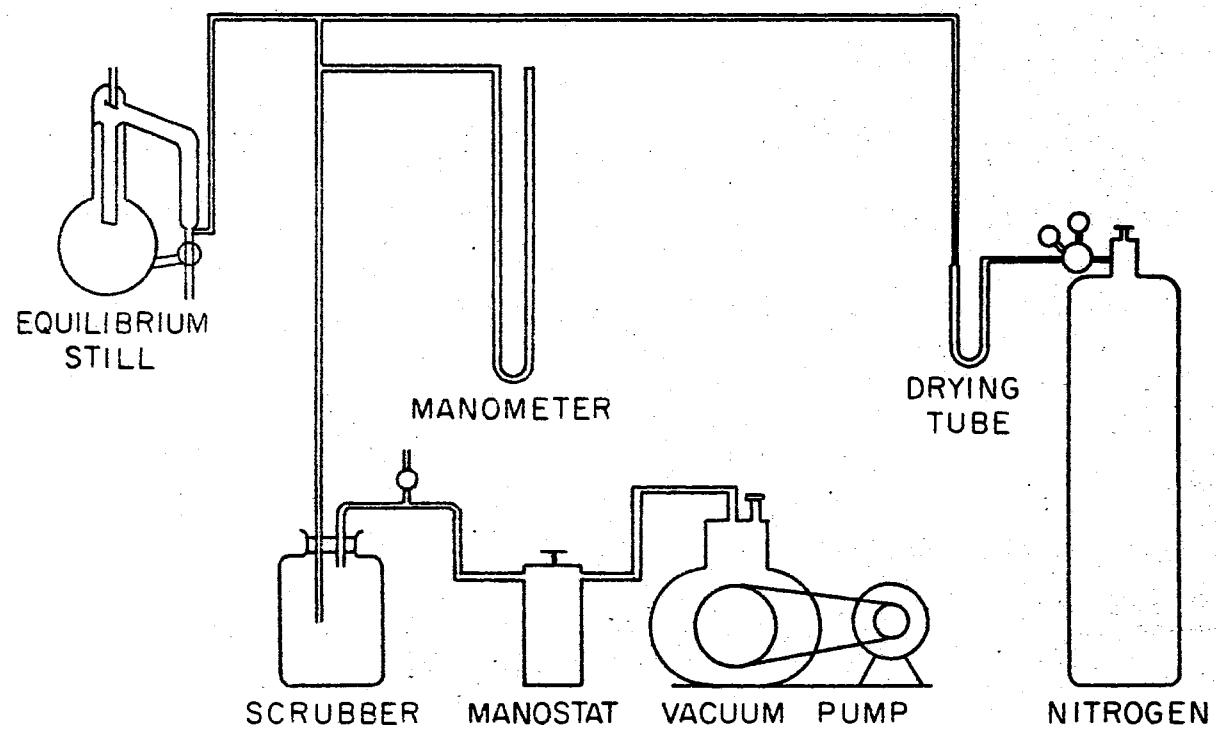 EQUILIBRIUM
STILL
MANOMETER
DRYING
TUBE
SCRUBBER
MANOSTAT
VACUUM PUMP
NITROGEN